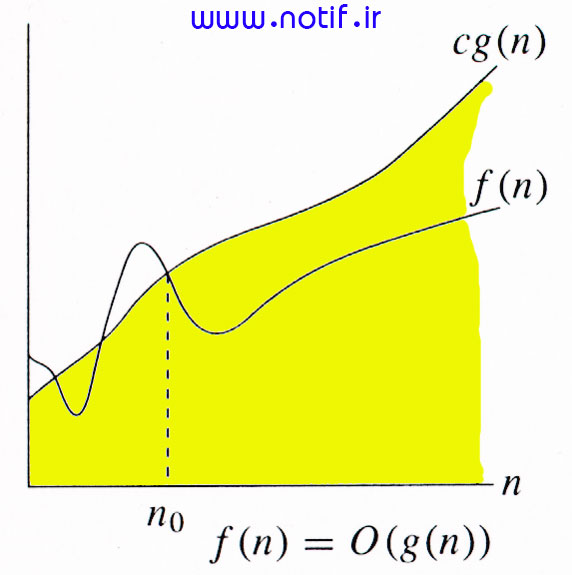 www.notif.ir
cg(n)
f(n)
n
n₀
f(n) = O(g(n))